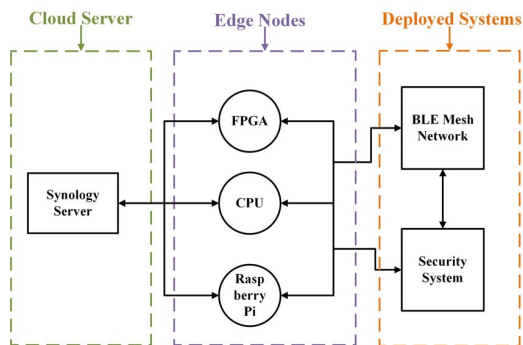 Cloud Server
Edge Nodes
Deployed Systems
FPGA
BLE Mesh
Network
Synology
Server
CPU
Security
System
Rasp
berry
Pi